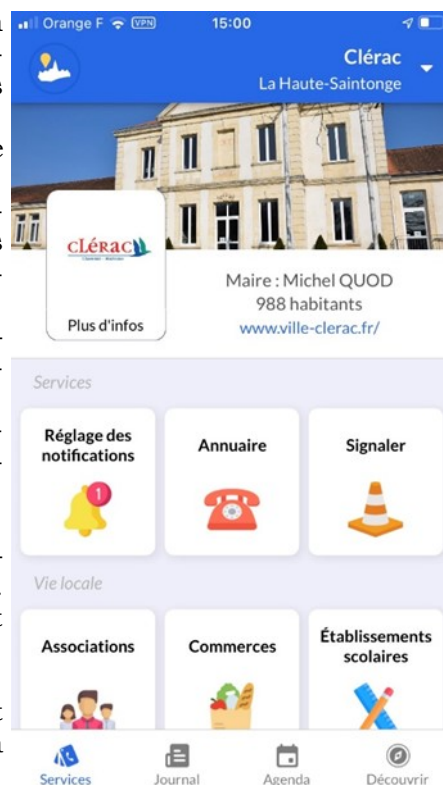 Orange F VPN 15:00
Clérac
La Haute-Saintonge
CLÉRAC
Plus d'infos
Maire : Michel QUOD
988 habitants
www.ville-clerac.fr/
Services
Réglage des
notifications
1
Annuaire
Signaler
Vie locale
Associations
Commerces
Établissements
scolaires
Services Journal Agenda Découvrir